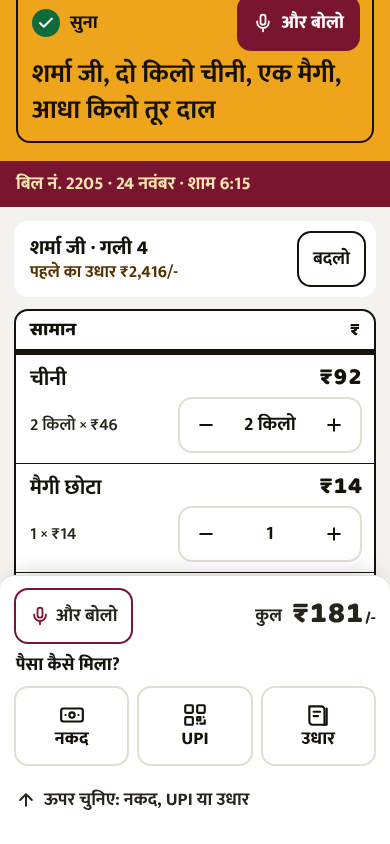 सुना
और बोलो
शर्मा जी, दो किलो चीनी, एक मैगी,
आधा किलो तूर दाल
बिल नं. 2205 · 24 नवंबर · शाम 6:15
शर्मा जी · गली 4
पहले का उधार ₹2,416/-
बदलो
सामान ₹
चीनी ₹92
2 किलो × ₹46 − 2 किलो +
मैगी छोटा ₹14
1 × ₹14 − 1 +
और बोलो
कुल ₹181/-
पैसा कैसे मिला?
नकद UPI उधार
↑ ऊपर चुनिए: नकद, UPI या उधार